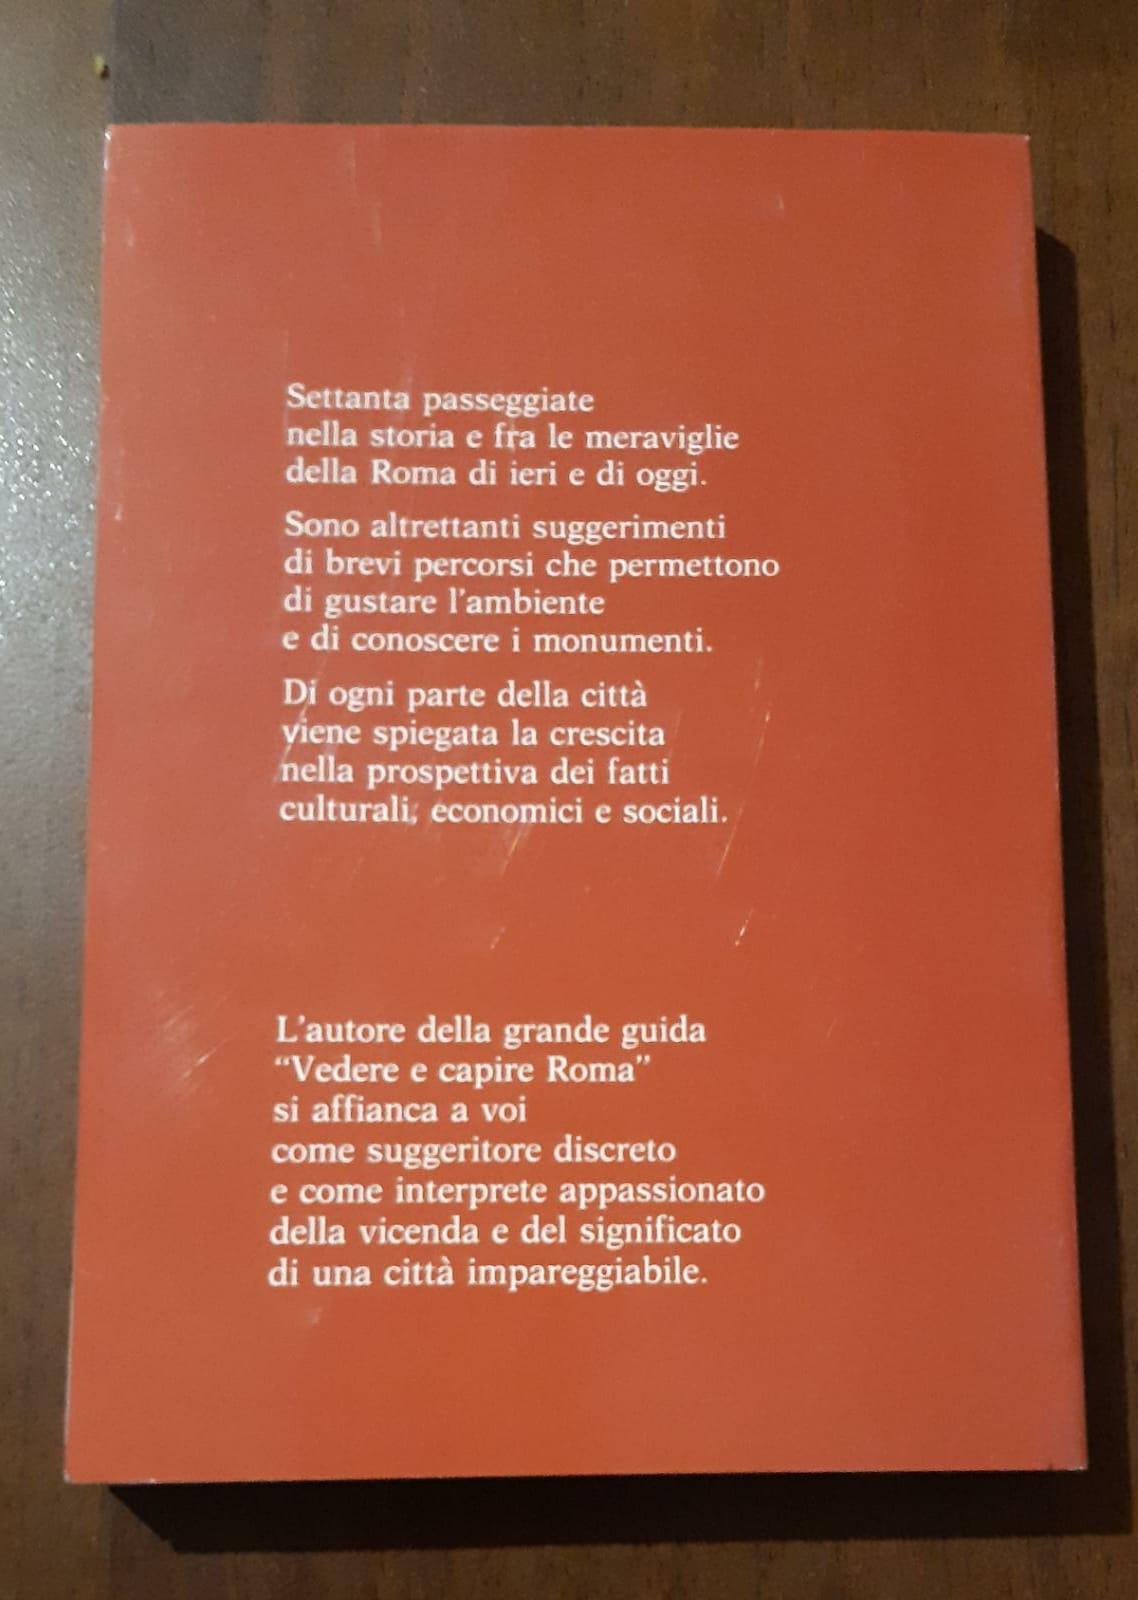 Settanta passeggiate
nella storia e fra le meraviglie
della Roma di ieri e di oggi.
Sono altrettanti suggerimenti
di brevi percorsi che permettono
di gustare l'ambiente
e di conoscere i monumenti.
Di ogni parte della città
viene spiegata la crescita
nella prospettiva dei fatti
culturali, economici e sociali.
L'autore della grande guida
“Vedere e capire Roma”
si affianca a voi
come suggeritore discreto
e come interprete appassionato
della vicenda e del significato
di una città impareggiabile.